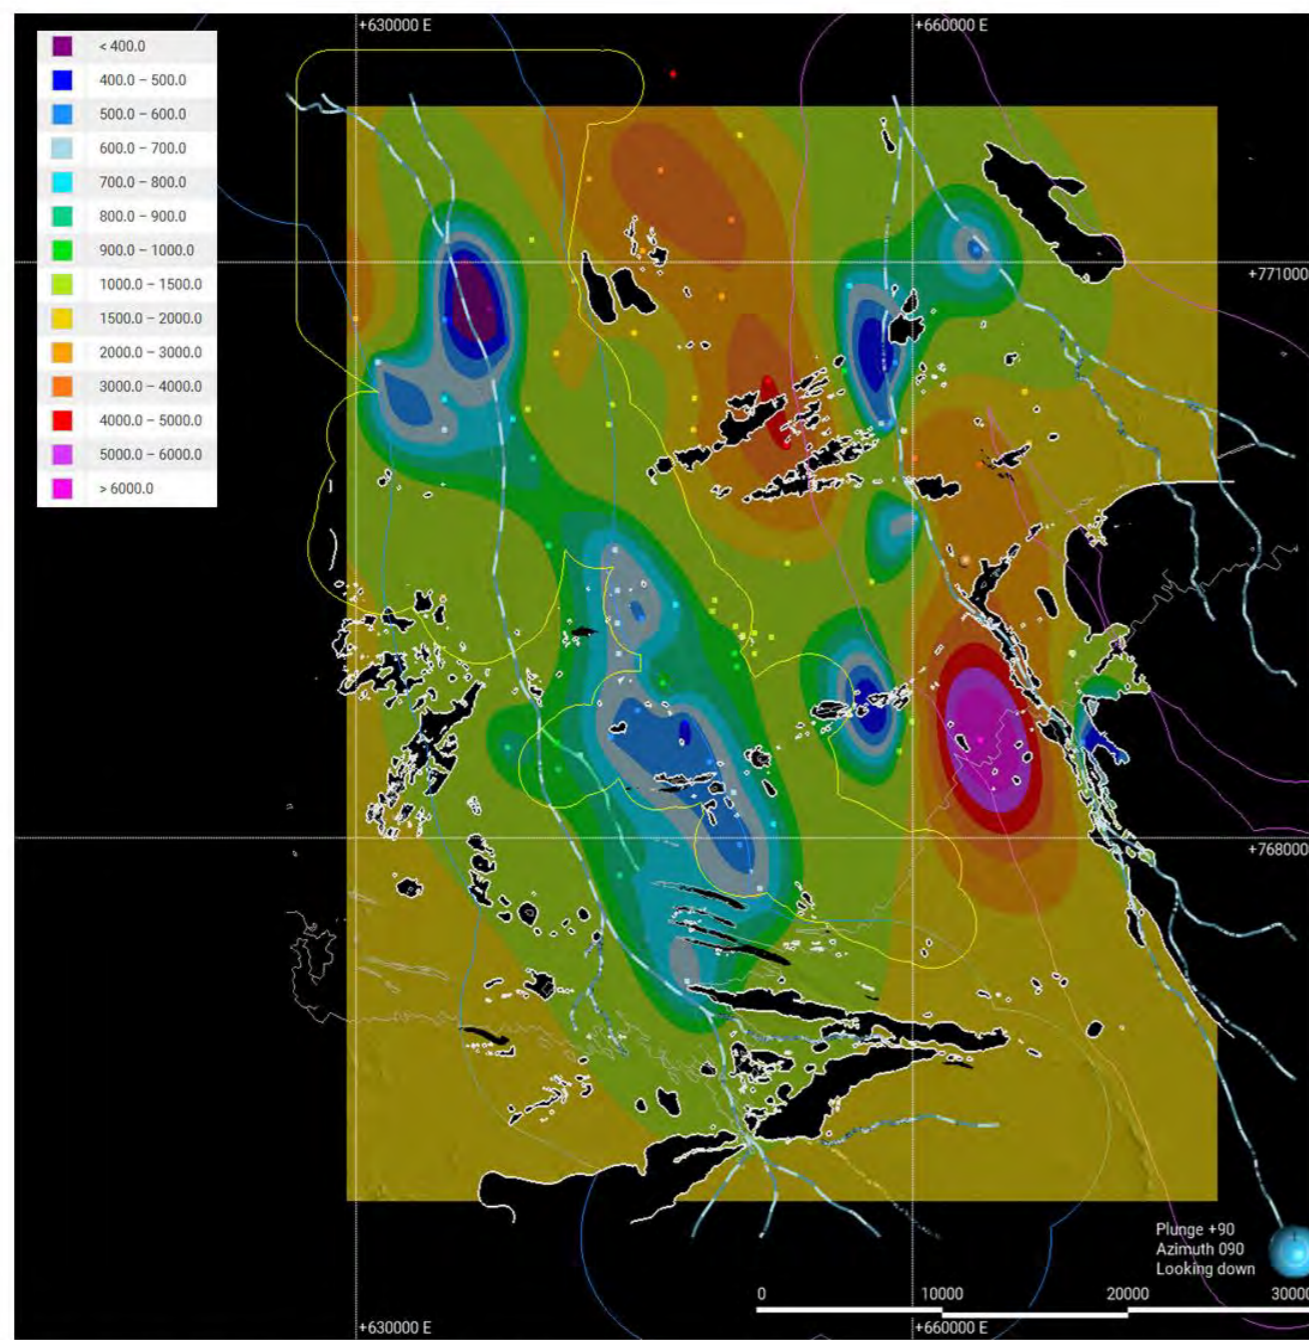 +630000 E
+660000 E
< 400.0
400.0 – 500.0
500.0 – 600.0
600.0 – 700.0
700.0 – 800.0
800.0 – 900.0
900.0 – 1000.0
1000.0 – 1500.0
1500.0 – 2000.0
2000.0 – 3000.0
3000.0 – 4000.0
4000.0 – 5000.0
5000.0 – 6000.0
> 6000.0
+771000
+768000
Plunge +90
Azimuth 090
Looking down
0 10000 20000 30000
+630000 E
+660000 E